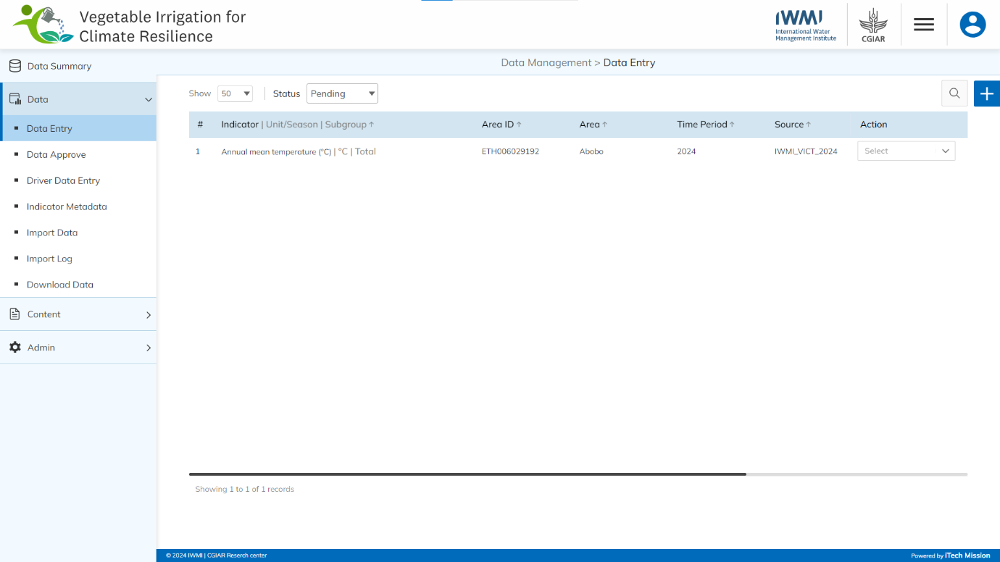 Vegetable Irrigation for
Climate Resilience
IWMI
International Water
Management Institute
CGIAR
Data Summary
Data
Data Entry
Data Approve
Driver Data Entry
Indicator Metadata
Import Data
Import Log
Download Data
Content
Admin
Data Management > Data Entry
Show 50 Status Pending
# Indicator | Unit/Season | Subgroup ↑ Area ID ↑ Area ↑ Time Period ↑ Source ↑ Action
1 Annual mean temperature (°C) | °C | Total ETH006029192 Abobo 2024 IWMI_VICT_2024 Select
Showing 1 to 1 of 1 records
© 2024 IWMI | CGIAR Reserch center
Powered by iTech Mission